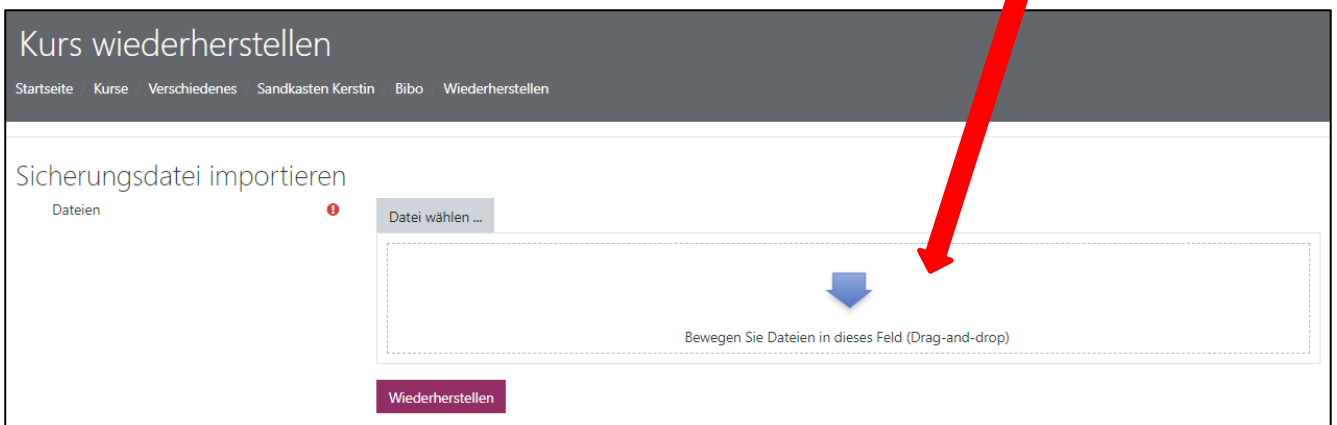 Kurs wiederherstellen
Startseite / Kurse / Verschiedenes / Sandkasten Kerstin / Bibo / Wiederherstellen
Sicherungsdatei importieren
Dateien
Datei wählen ...
Bewegen Sie Dateien in dieses Feld (Drag-and-drop)
Wiederherstellen